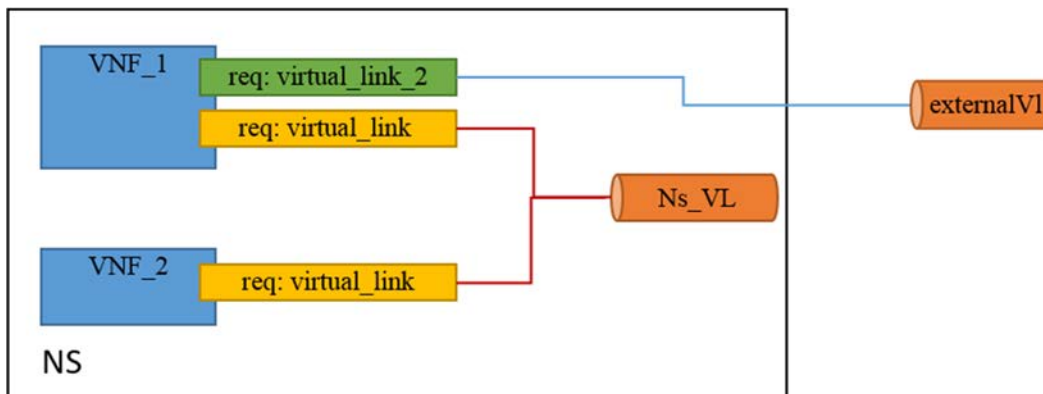 VNF_1
req: virtual_link_2
externalVl
req: virtual_link
Ns_VL
VNF_2
req: virtual_link
NS